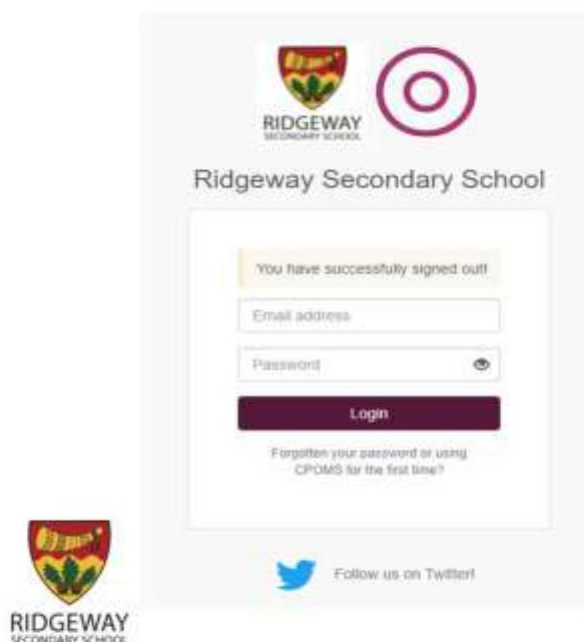 RIDGEWAY
SECONDARY SCHOOL
Ridgeway Secondary School
You have successfully signed out!
Email address
Password
Login
Forgotten your password or using
CPOMS for the first time?
Follow us on Twitter!
RIDGEWAY
SECONDARY SCHOOL